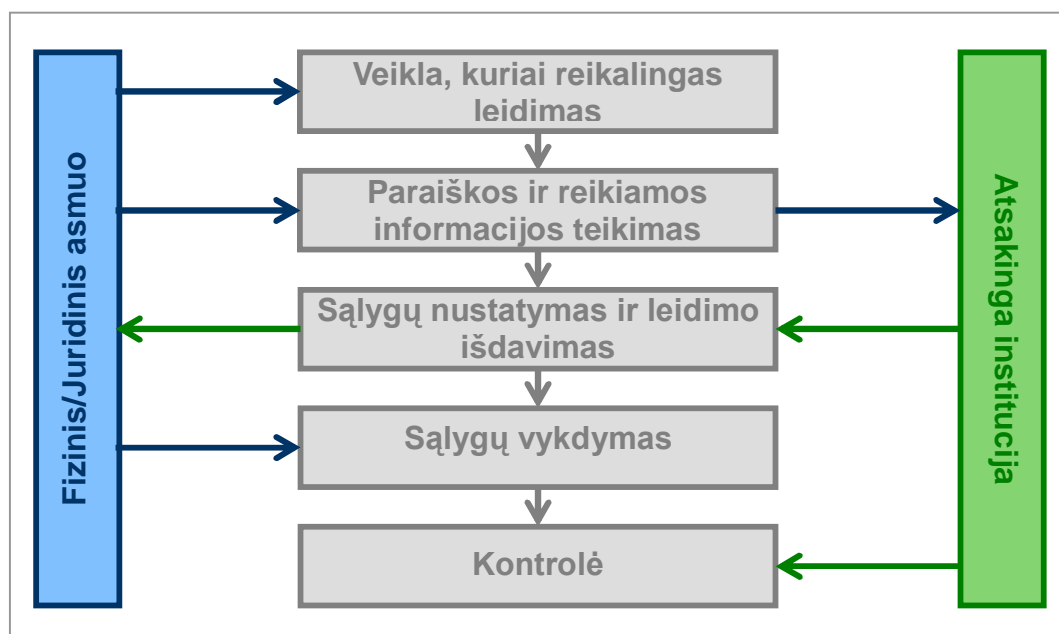 Fizinis/Juridinis asmuo
Veikla, kuriai reikalingas
leidimas
Paraiškos ir reikiamos
informacijos teikimas
Sąlygų nustatymas ir leidimo
išdavimas
Sąlygų vykdymas
Kontrolė
Atsakinga institucija